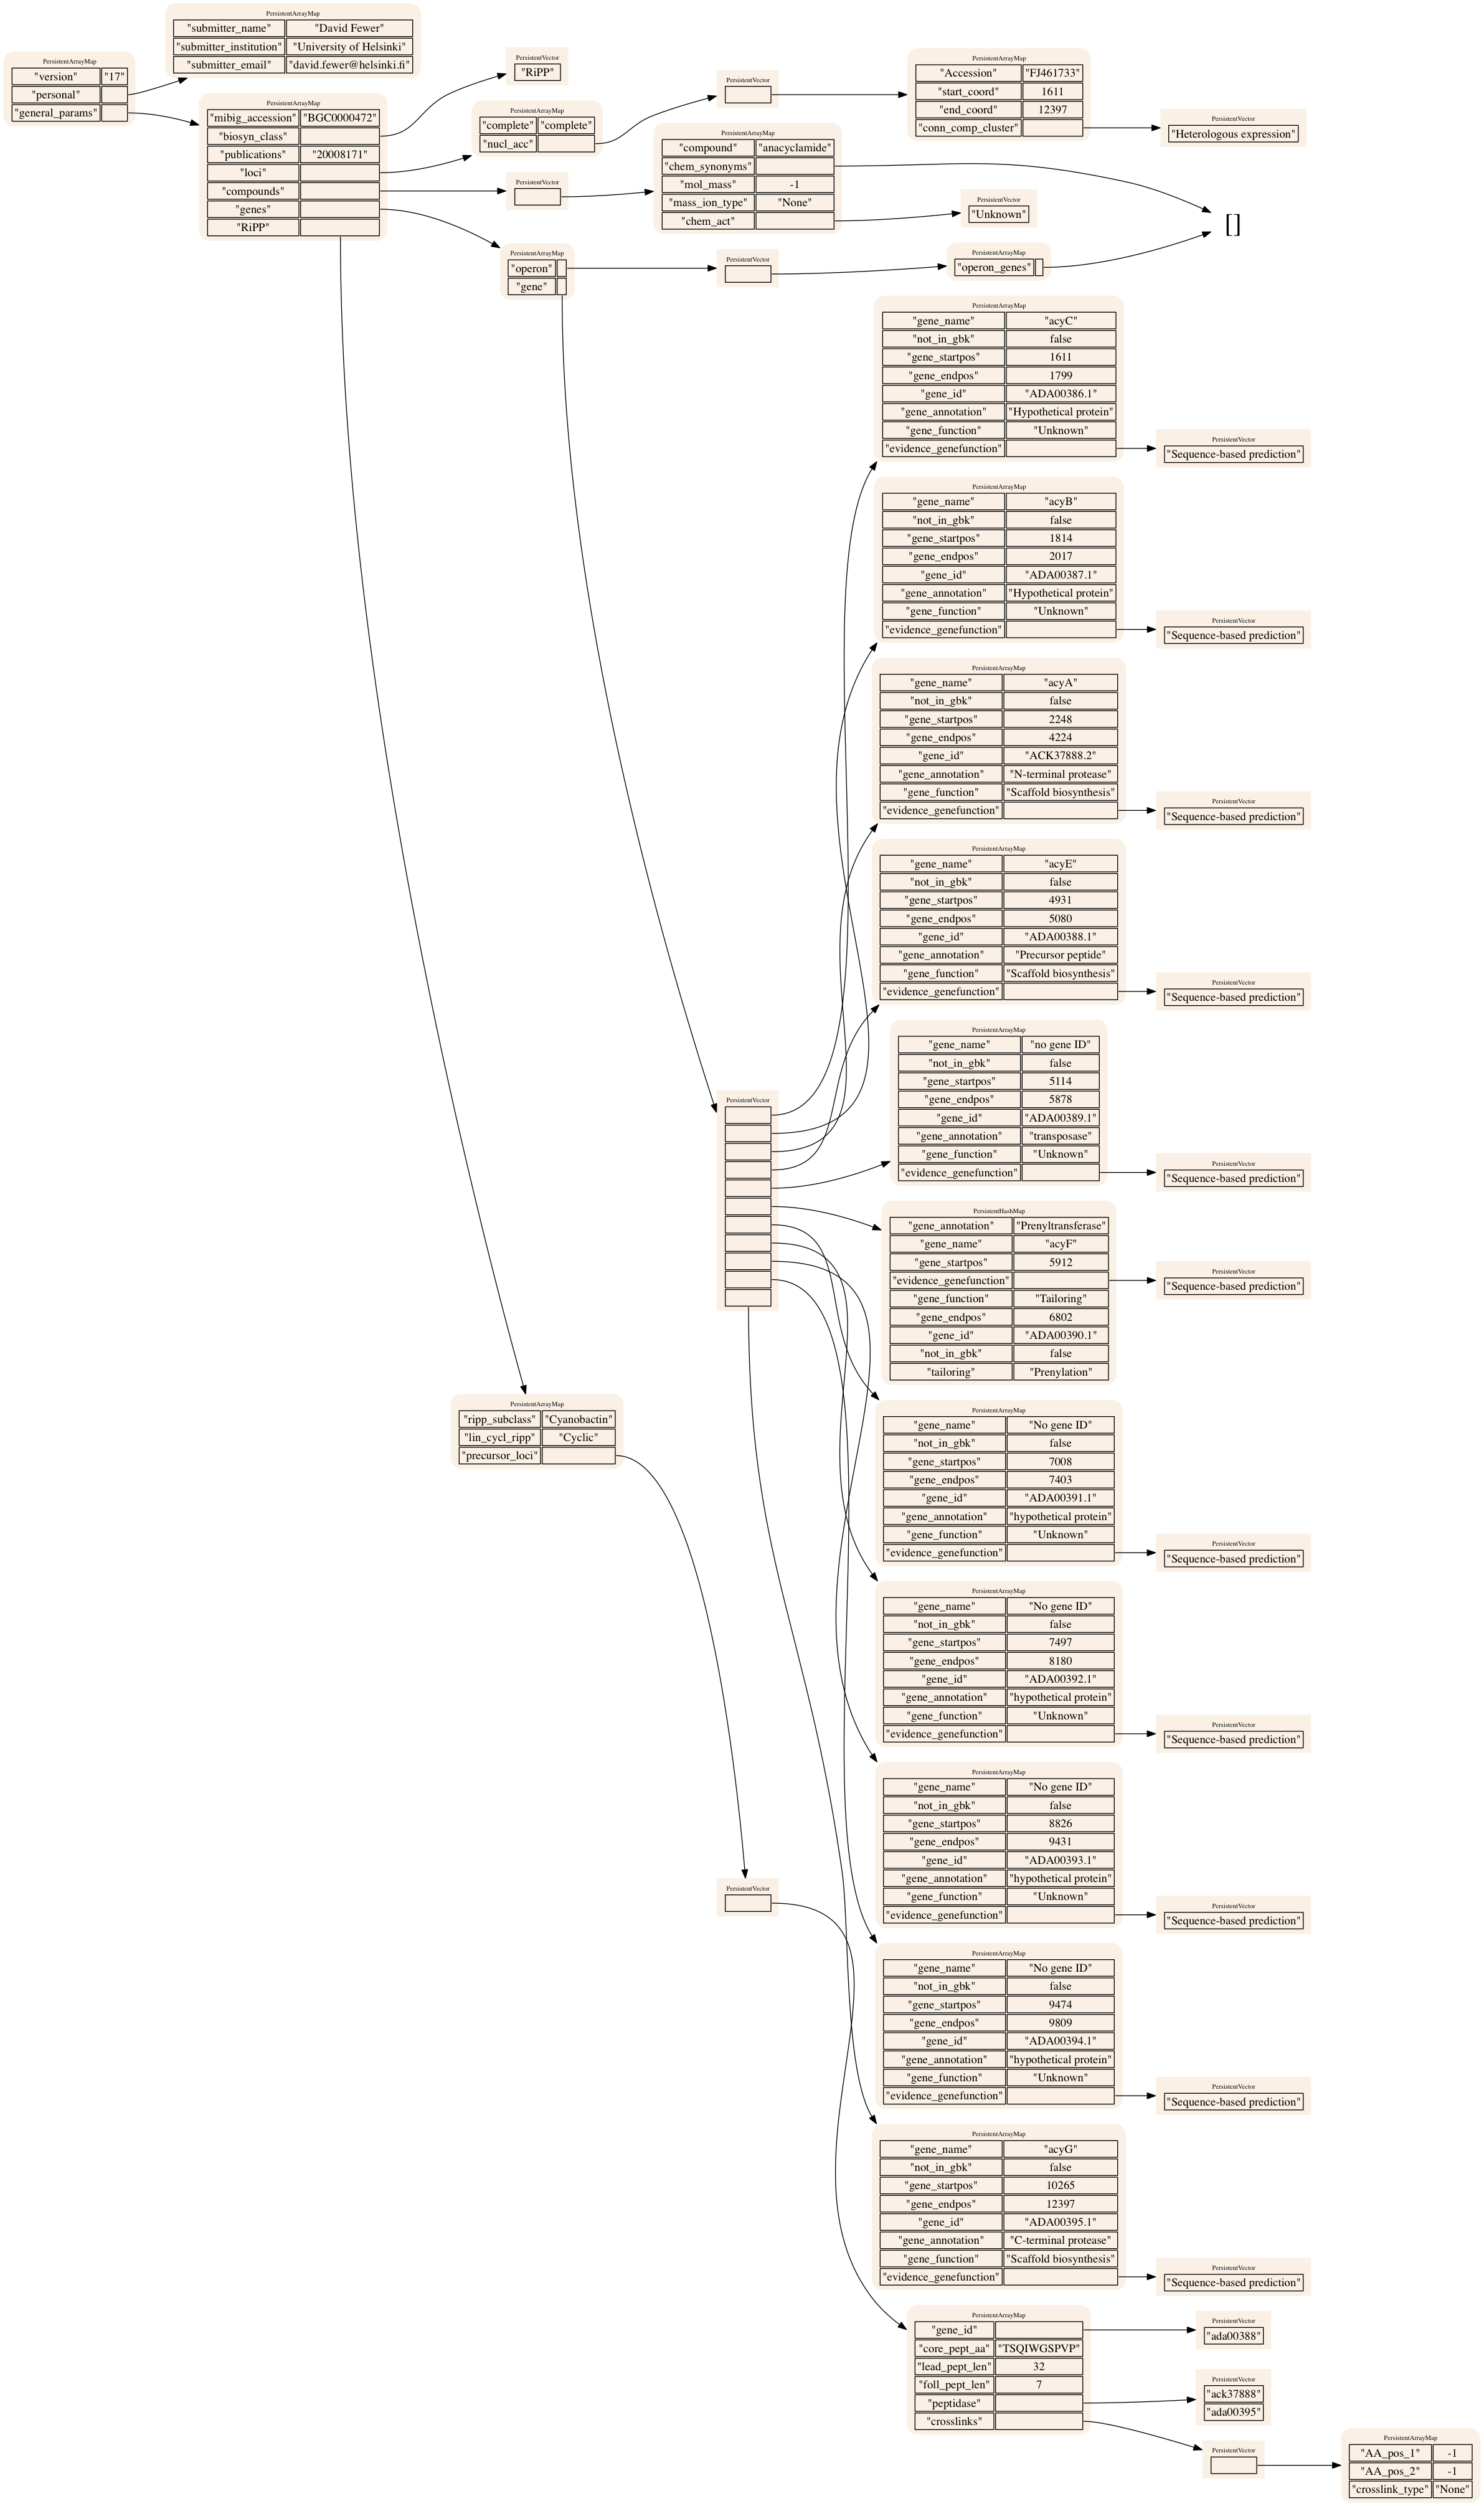 PersistentArrayMap
"version" "17"
"personal"
"general_params"
PersistentArrayMap
"submitter_name" "David Fewer"
"submitter_institution" "University of Helsinki"
"submitter_email" "david.fewer@helsinki.fi"
PersistentArrayMap
"mibig_accession" "BGC0000472"
"biosyn_class"
"publications" "20008171"
"loci"
"compounds"
"genes"
"RiPP"
PersistentVector
"RiPP"
PersistentArrayMap
"complete" "complete"
"nucl_acc"
PersistentVector
PersistentArrayMap
"Accession" "FJ461733"
"start_coord" 1611
"end_coord" 12397
"conn_comp_cluster"
PersistentVector
"Heterologous expression"
PersistentVector
PersistentArrayMap
"compound" "anacyclamide"
"chem_synonyms"
"mol_mass" -1
"mass_ion_type" "None"
"chem_act"
PersistentVector
"Unknown"
[]
PersistentArrayMap
"operon"
"gene"
PersistentVector
PersistentArrayMap
"operon_genes"
PersistentArrayMap
"gene_name" "acyC"
"not_in_gbk" false
"gene_startpos" 1611
"gene_endpos" 1799
"gene_id" "ADA00386.1"
"gene_annotation" "Hypothetical protein"
"gene_function" "Unknown"
"evidence_genefunction"
PersistentVector
"Sequence-based prediction"
PersistentArrayMap
"gene_name" "acyB"
"not_in_gbk" false
"gene_startpos" 1814
"gene_endpos" 2017
"gene_id" "ADA00387.1"
"gene_annotation" "Hypothetical protein"
"gene_function" "Unknown"
"evidence_genefunction"
PersistentVector
"Sequence-based prediction"
PersistentArrayMap
"gene_name" "acyA"
"not_in_gbk" false
"gene_startpos" 2248
"gene_endpos" 4224
"gene_id" "ACK37888.2"
"gene_annotation" "N-terminal protease"
"gene_function" "Scaffold biosynthesis"
"evidence_genefunction"
PersistentVector
"Sequence-based prediction"
PersistentArrayMap
"gene_name" "acyE"
"not_in_gbk" false
"gene_startpos" 4931
"gene_endpos" 5080
"gene_id" "ADA00388.1"
"gene_annotation" "Precursor peptide"
"gene_function" "Scaffold biosynthesis"
"evidence_genefunction"
PersistentVector
"Sequence-based prediction"
PersistentVector
PersistentArrayMap
"gene_name" "no gene ID"
"not_in_gbk" false
"gene_startpos" 5114
"gene_endpos" 5878
"gene_id" "ADA00389.1"
"gene_annotation" "transposase"
"gene_function" "Unknown"
"evidence_genefunction"
PersistentVector
"Sequence-based prediction"
PersistentHashMap
"gene_annotation" "Prenyltransferase"
"gene_name" "acyF"
"gene_startpos" 5912
"evidence_genefunction"
"gene_function" "Tailoring"
"gene_endpos" 6802
"gene_id" "ADA00390.1"
"not_in_gbk" false
"tailoring" "Prenylation"
PersistentVector
"Sequence-based prediction"
PersistentArrayMap
"ripp_subclass" "Cyanobactin"
"lin_cycl_ripp" "Cyclic"
"precursor_loci"
PersistentArrayMap
"gene_name" "No gene ID"
"not_in_gbk" false
"gene_startpos" 7008
"gene_endpos" 7403
"gene_id" "ADA00391.1"
"gene_annotation" "hypothetical protein"
"gene_function" "Unknown"
"evidence_genefunction"
PersistentVector
"Sequence-based prediction"
PersistentArrayMap
"gene_name" "No gene ID"
"not_in_gbk" false
"gene_startpos" 7497
"gene_endpos" 8180
"gene_id" "ADA00392.1"
"gene_annotation" "hypothetical protein"
"gene_function" "Unknown"
"evidence_genefunction"
PersistentVector
"Sequence-based prediction"
PersistentArrayMap
"gene_name" "No gene ID"
"not_in_gbk" false
"gene_startpos" 8826
"gene_endpos" 9431
"gene_id" "ADA00393.1"
"gene_annotation" "hypothetical protein"
"gene_function" "Unknown"
"evidence_genefunction"
PersistentVector
"Sequence-based prediction"
PersistentVector
PersistentArrayMap
"gene_name" "No gene ID"
"not_in_gbk" false
"gene_startpos" 9474
"gene_endpos" 9809
"gene_id" "ADA00394.1"
"gene_annotation" "hypothetical protein"
"gene_function" "Unknown"
"evidence_genefunction"
PersistentVector
"Sequence-based prediction"
PersistentArrayMap
"gene_name" "acyG"
"not_in_gbk" false
"gene_startpos" 10265
"gene_endpos" 12397
"gene_id" "ADA00395.1"
"gene_annotation" "C-terminal protease"
"gene_function" "Scaffold biosynthesis"
"evidence_genefunction"
PersistentVector
"Sequence-based prediction"
PersistentArrayMap
"gene_id"
"core_pept_aa" "TSQIWGSPVP"
"lead_pept_len" 32
"foll_pept_len" 7
"peptidase"
"crosslinks"
PersistentVector
"ada00388"
PersistentVector
"ack37888"
"ada00395"
PersistentVector
PersistentArrayMap
"AA_pos_1" -1
"AA_pos_2" -1
"crosslink_type" "None"